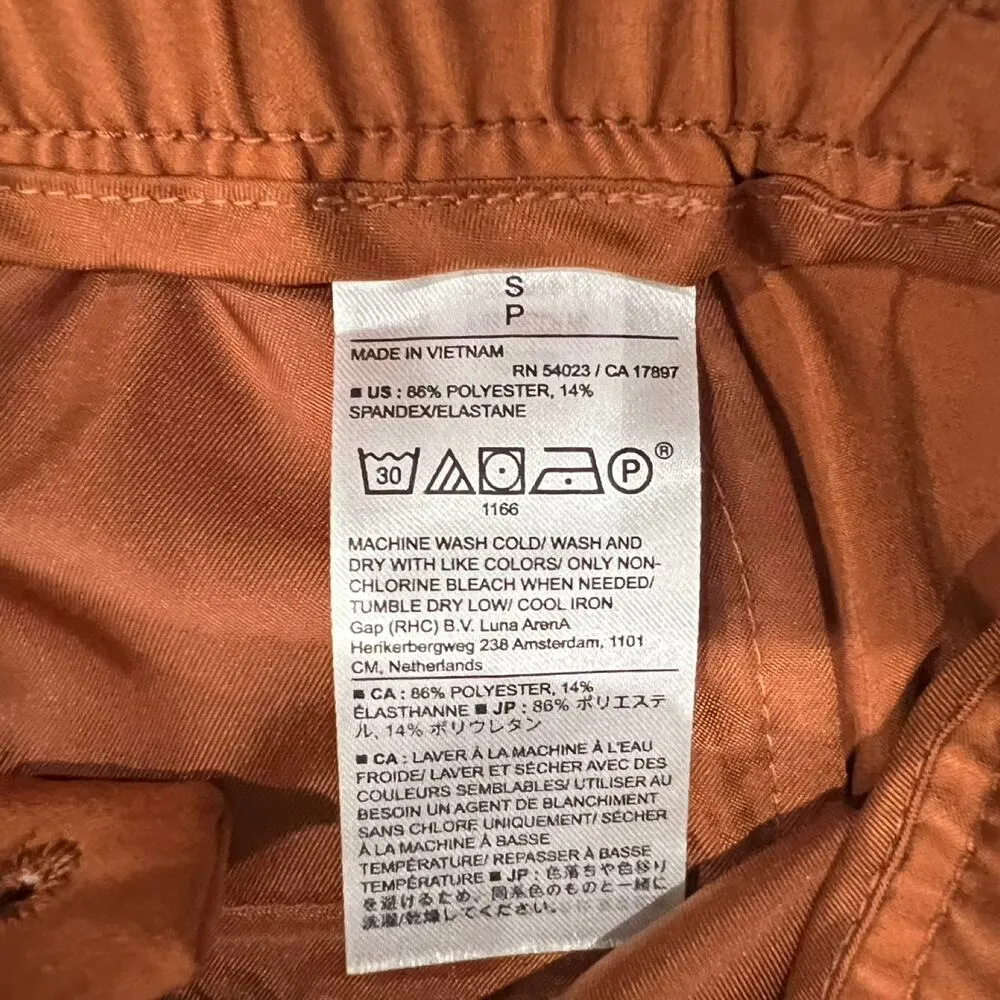 S
P
MADE IN VIETNAM
RN 54023 / CA 17897
■ US : 86% POLYESTER, 14%
SPANDEX/ELASTANE
30 P ®
1166
MACHINE WASH COLD/ WASH AND
DRY WITH LIKE COLORS/ ONLY NON-
CHLORINE BLEACH WHEN NEEDED/
TUMBLE DRY LOW/ COOL IRON
Gap (RHC) B.V. Luna ArenA
Herikerbergweg 238 Amsterdam, 1101
CM, Netherlands
■ CA : 86% POLYESTER, 14%
ÉLASTHANNE ■ JP : 86% ポリエステ
ル, 14% ポリウレタン
■ CA : LAVER À LA MACHINE À L'EAU
FROIDE/ LAVER ET SÉCHER AVEC DES
COULEURS SEMBLABLES/ UTILISER AU
BESOIN UN AGENT DE BLANCHIMENT
SANS CHLORE UNIQUEMENT/ SÉCHER
À LA MACHINE À BASSE
TEMPÉRATURE/ REPASSER À BASSE
TEMPÉRATURE ■ JP : 色落ちや色移り
を避けるため、同系色のものと一緒に
洗濯/乾燥してください。